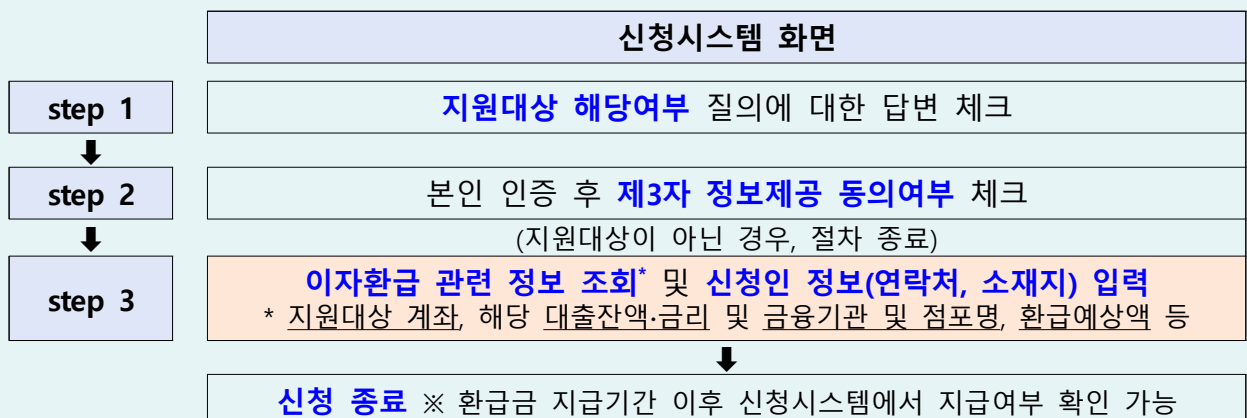 신청시스템 화면
step 1
지원대상 해당여부 질의에 대한 답변 체크
step 2
본인 인증 후 제3자 정보제공 동의여부 체크
(지원대상이 아닌 경우, 절차 종료)
step 3
이자환급 관련 정보 조회* 및 신청인 정보(연락처, 소재지) 입력
* 지원대상 계좌, 해당 대출잔액·금리 및 금융기관 및 점포명, 환급예상액 등
신청 종료 ※ 환급금 지급기간 이후 신청시스템에서 지급여부 확인 가능